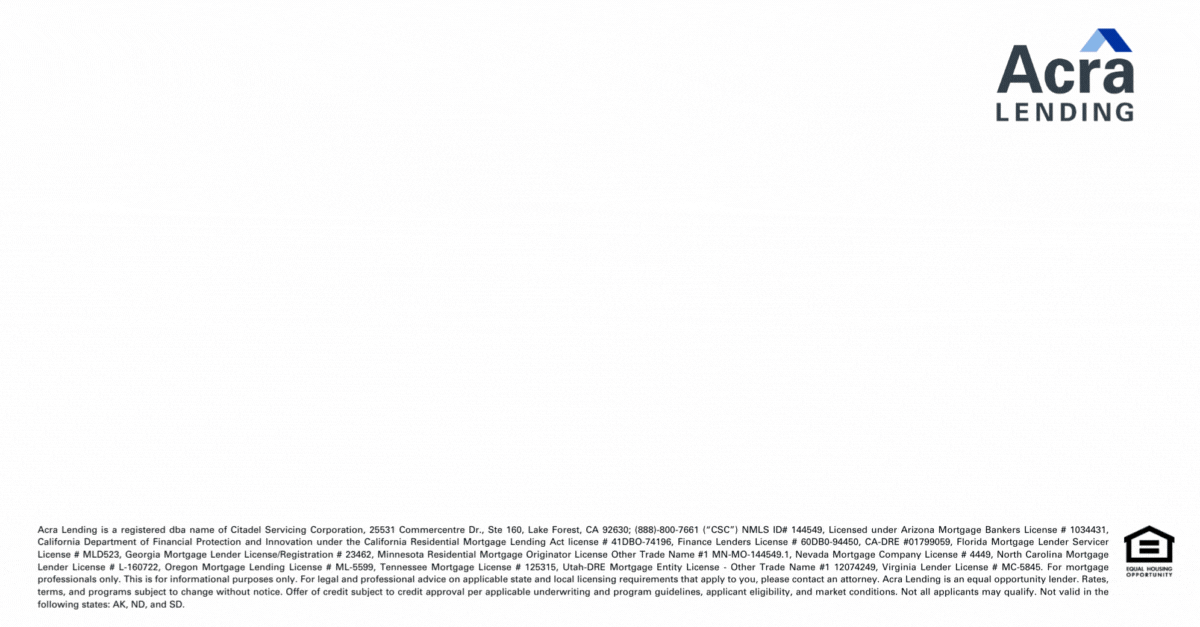 Acra
LENDING
Acra Lending is a registered dba name of Citadel Servicing Corporation, 25531 Commercentre Dr., Ste 160, Lake Forest, CA 92630; (888)-800-7661 (“CSC”) NMLS ID# 144549, Licensed under Arizona Mortgage Bankers License # 1034431,
California Department of Financial Protection and Innovation under the California Residential Mortgage Lending Act license # 41DBO-74196, Finance Lenders License # 60DB0-94450, CA-DRE #01799059, Florida Mortgage Lender Servicer
License # MLD523, Georgia Mortgage Lender License/Registration # 23462, Minnesota Residential Mortgage Originator License Other Trade Name #1 MN-MO-144549.1, Nevada Mortgage Company License # 4449, North Carolina Mortgage
Lender License # L-160722, Oregon Mortgage Lending License # ML-5599, Tennessee Mortgage License # 125315, Utah-DRE Mortgage Entity License - Other Trade Name #1 12074249, Virginia Lender License # MC-5845. For mortgage
professionals only. This is for informational purposes only. For legal and professional advice on applicable state and local licensing requirements that apply to you, please contact an attorney. Acra Lending is an equal opportunity lender. Rates,
terms, and programs subject to change without notice. Offer of credit subject to credit approval per applicable underwriting and program guidelines, applicant eligibility, and market conditions. Not all applicants may qualify. Not valid in the
following states: AK, ND, and SD.
EQUAL HOUSING
OPPORTUNITY